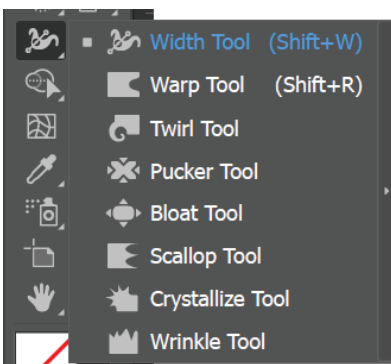 Width Tool (Shift+W)
Warp Tool (Shift+R)
Twirl Tool
Pucker Tool
Bloat Tool
Scallop Tool
Crystallize Tool
Wrinkle Tool